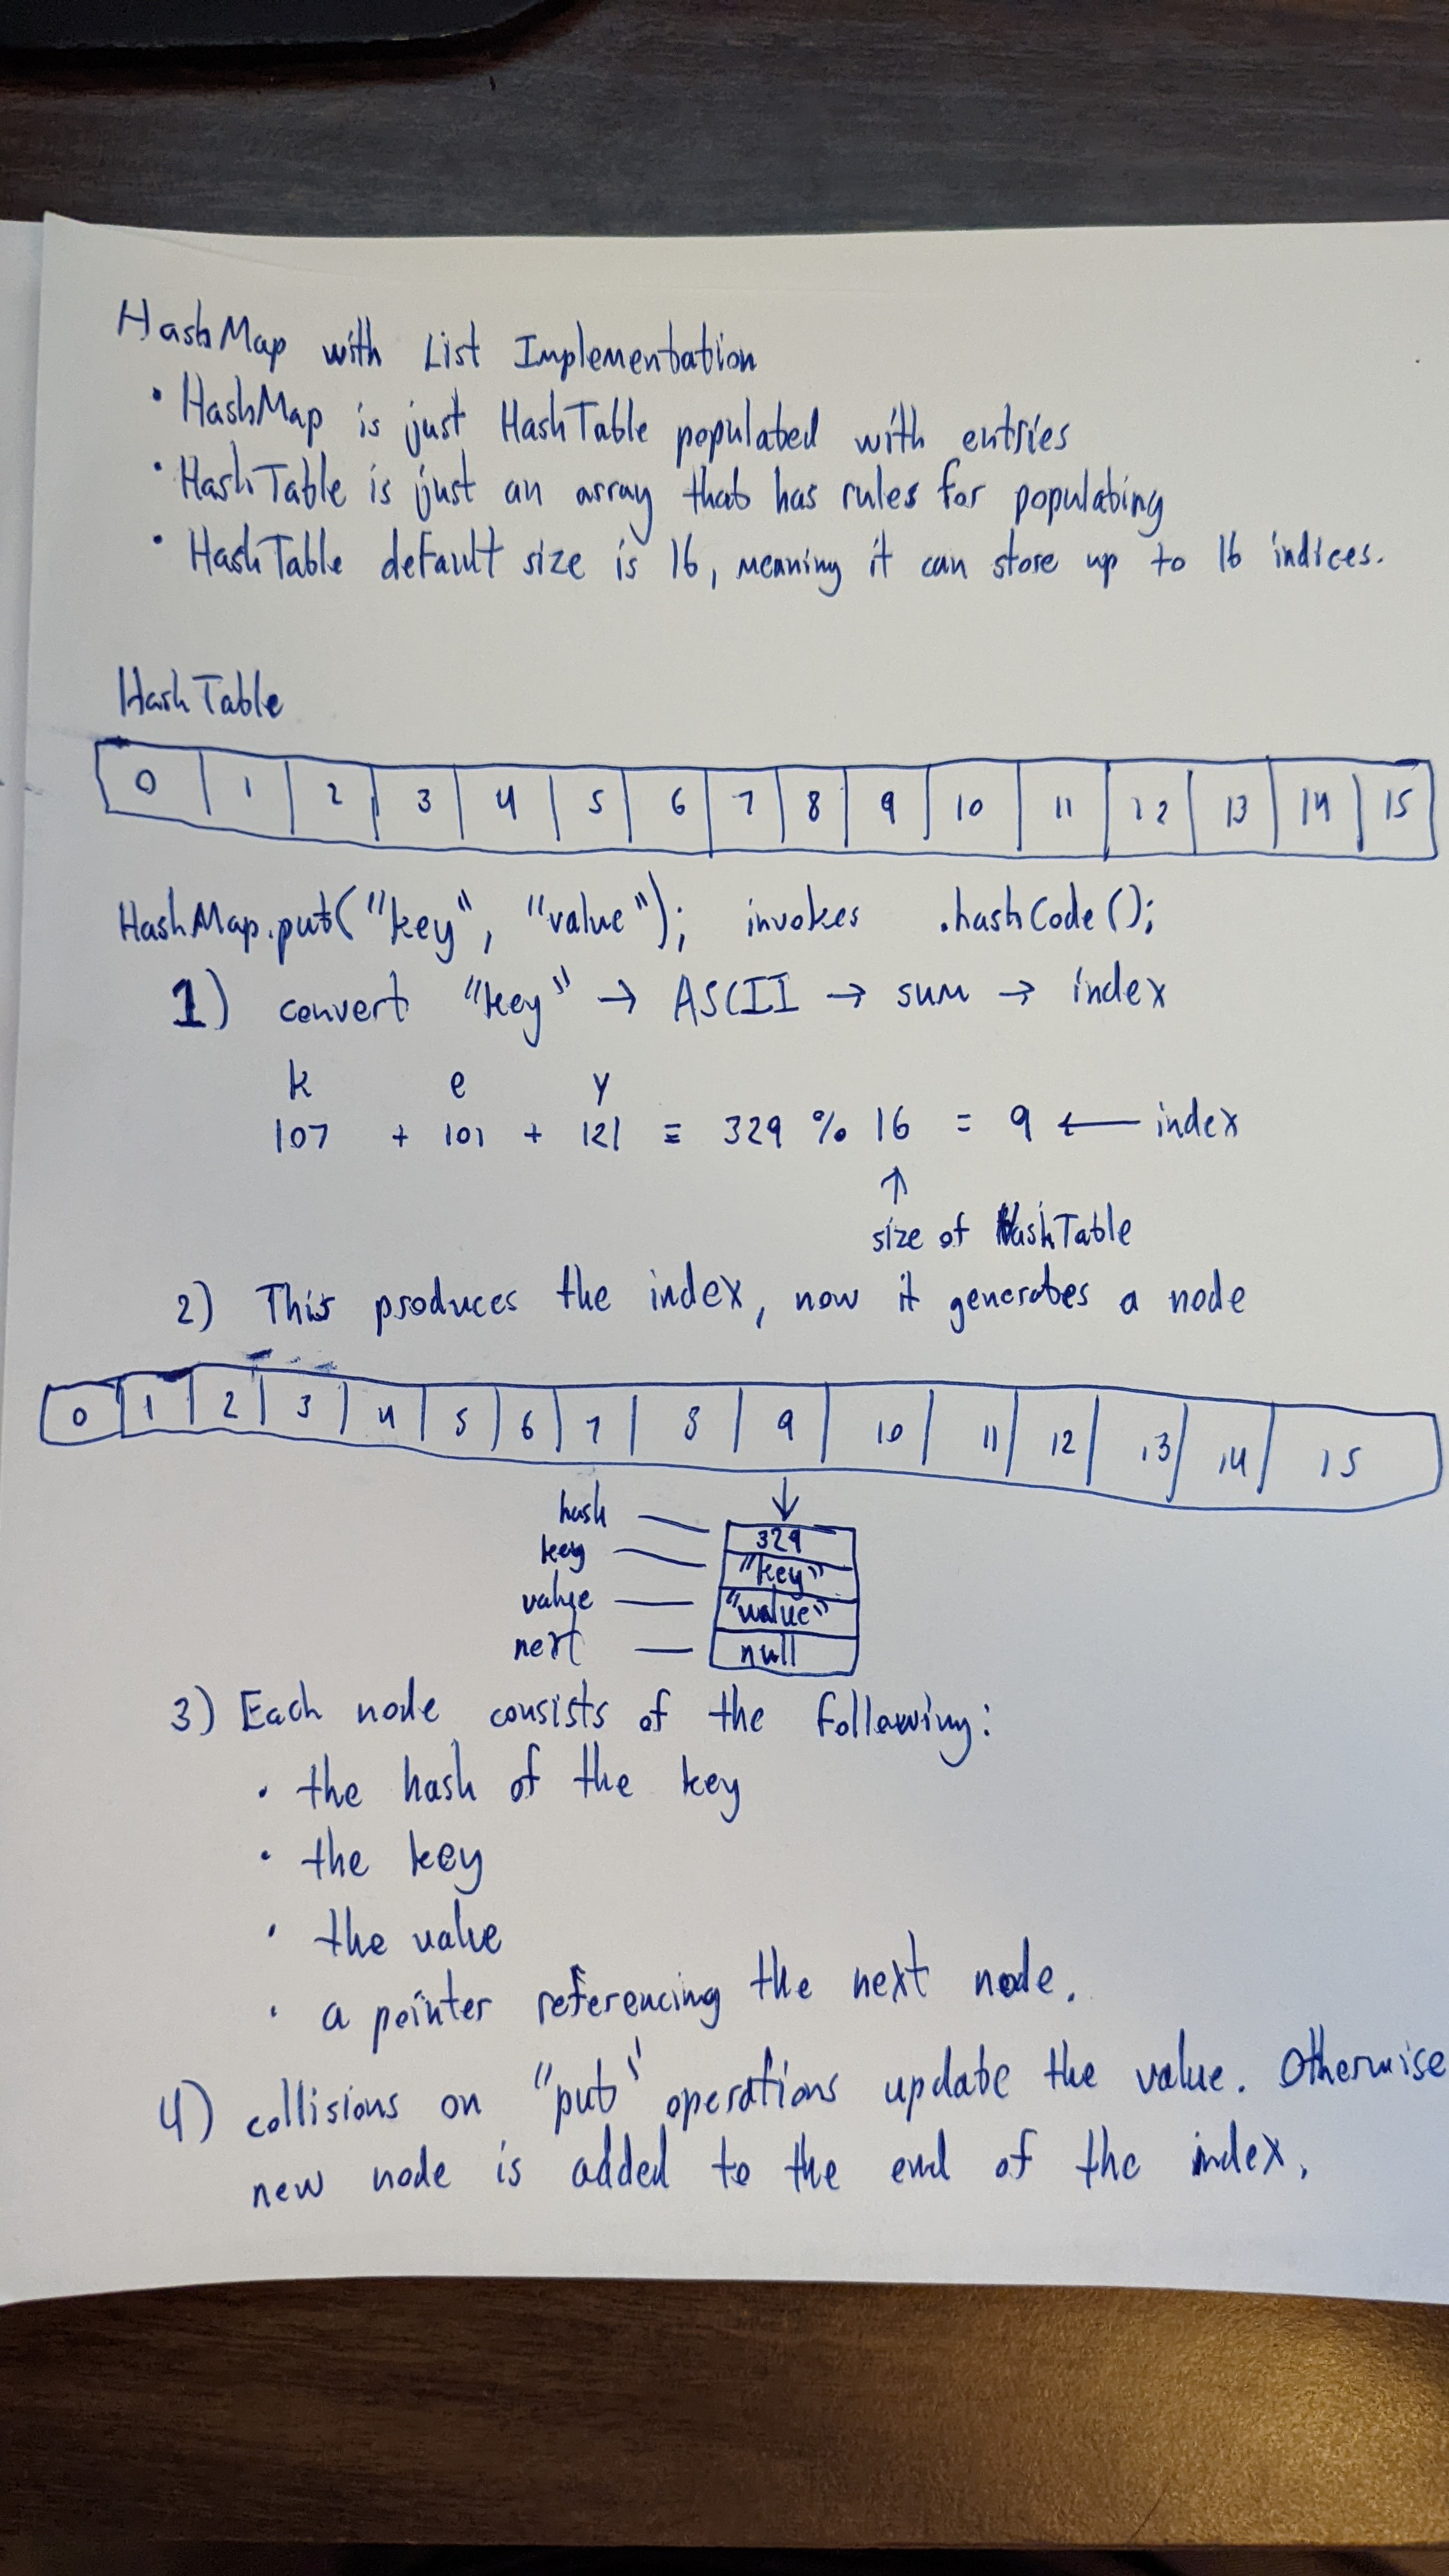 HashMap with List Implementation
• HashMap is just HashTable populated with entries
• HashTable is just an array that has rules for populating
• HashTable default size is 16, meaning it can store up to 16 indices.
HashTable
0 1 2 3 4 5 6 7 8 9 10 11 12 13 14 15
HashMap.put("key", "value"); invokes .hashCode();
1) convert "key" → ASCII → sum → index
k e y
107 + 101 + 121 = 329 % 16 = 9 ← index
↑
size of HashTable
2) This produces the index, now it generates a node
0 1 2 3 4 5 6 7 8 9 10 11 12 13 14 15
↓
hash — 329
key — "key"
value — "value"
next — null
3) Each node consists of the following:
• the hash of the key
• the key
• the value
• a pointer referencing the next node.
4) collisions on "put" operations update the value. Otherwise
new node is added to the end of the index.